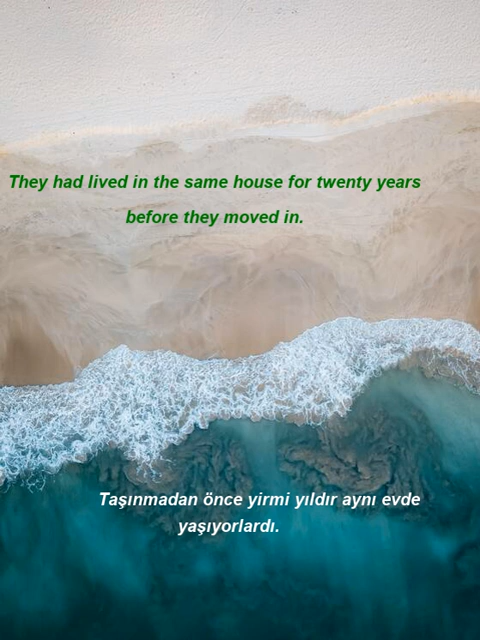 They had lived in the same house for twenty years
before they moved in.
Taşınmadan önce yirmi yıldır aynı evde
yaşıyorlardı.